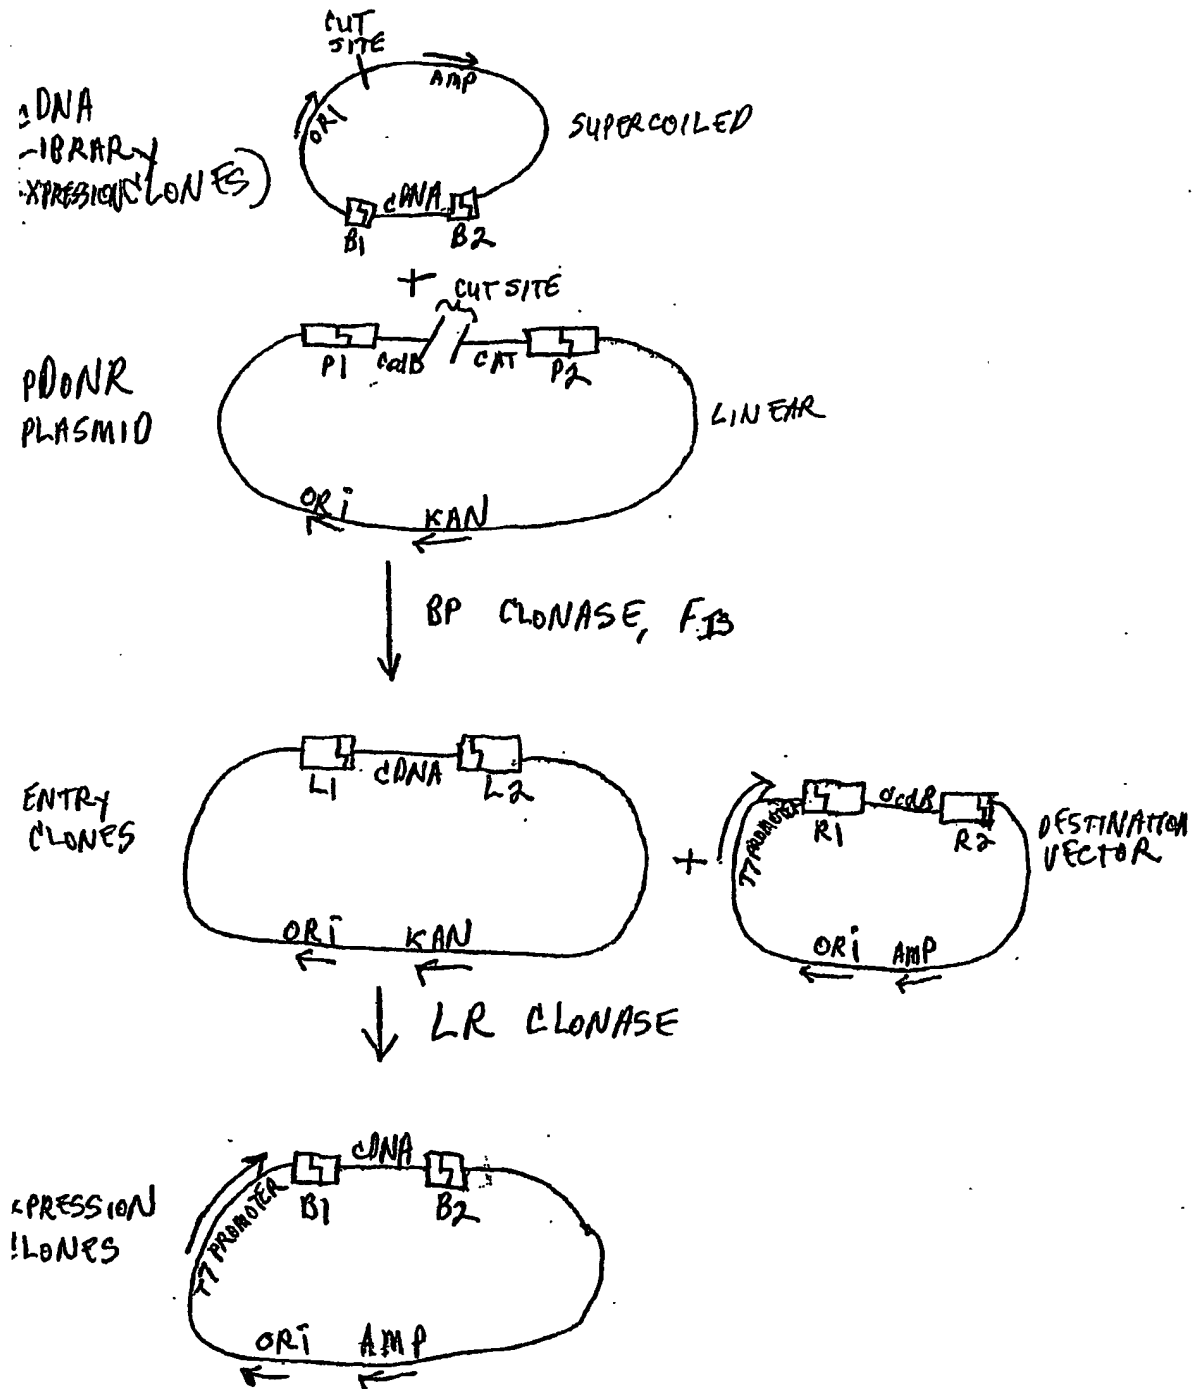 CUT
SITE
AMP
ORI
cDNA
B1
B2
DNA
IBRARY
XPRESSION CLONES)
SUPERCOILED
+
CUT SITE
P1
CcdB
CAT
P2
PDONR
PLASMID
LINEAR
ORi
KAN
BP CLONASE, FIS
L1
cDNA
L2
ENTRY
CLONES
ORi
KAN
+
T7 PROMOTER
R1
ccdB
R2
DESTINATION
VECTOR
ORi
AMP
LR CLONASE
T7 PROMOTER
B1
cDNA
B2
XPRESSION
LONES
ORi
AMP